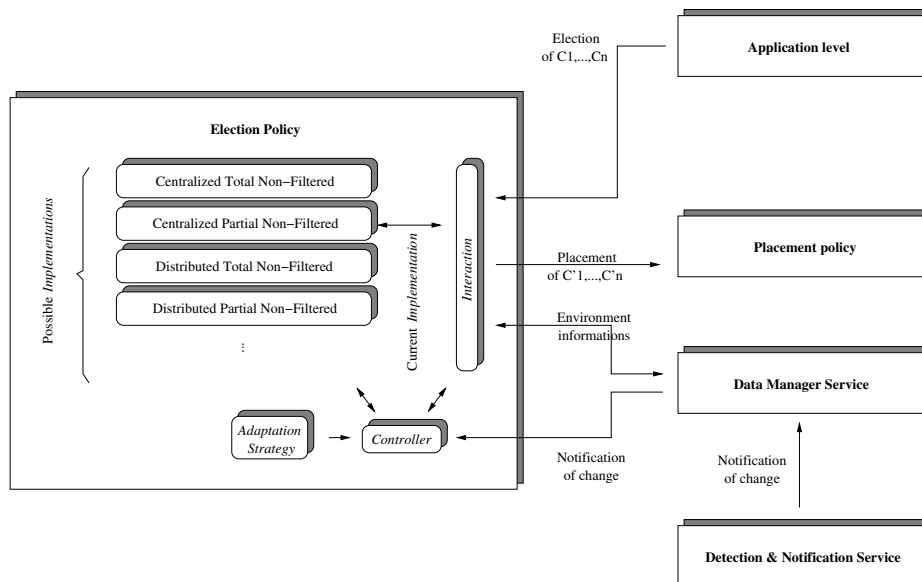 Election
of C1,...,Cn
Application level
Election Policy
Possible Implementations
Centralized Total Non−Filtered
Centralized Partial Non−Filtered
Distributed Total Non−Filtered
Distributed Partial Non−Filtered
...
Current Implementation
Interaction
Placement
of C'1,...,C'n
Placement policy
Environment
informations
Data Manager Service
Adaptation
Strategy
Controller
Notification
of change
Notification
of change
Detection & Notification Service